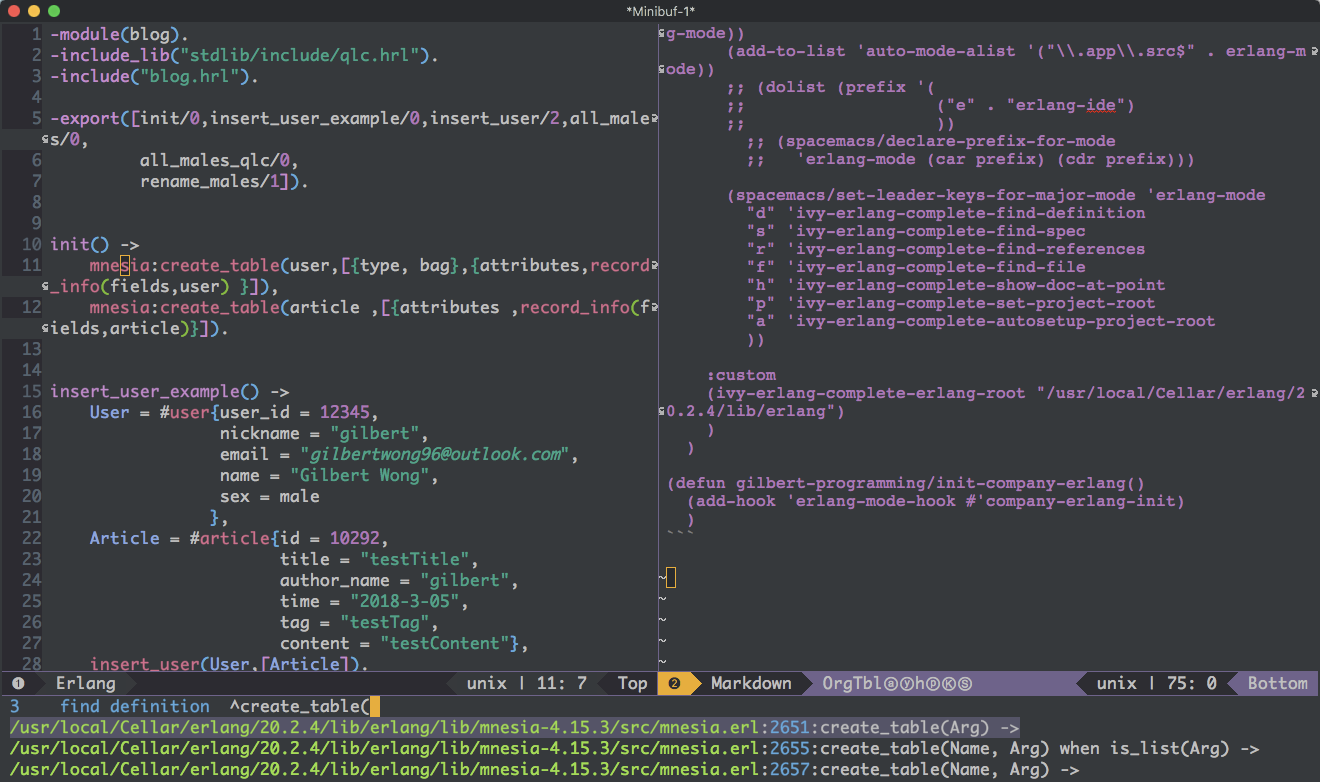 *Minibuf-1*
1 -module(blog).
2 -include_lib("stdlib/include/qlc.hrl").
3 -include("blog.hrl").
4
5 -export([init/0,insert_user_example/0,insert_user/2,all_male
s/0,
6 all_males_qlc/0,
7 rename_males/1]).
8
9
10 init() ->
11 mnesia:create_table(user,[{type, bag},{attributes,record
_info(fields,user) }]),
12 mnesia:create_table(article ,[{attributes ,record_info(f
ields,article)}]).
13
14
15 insert_user_example() ->
16 User = #user{user_id = 12345,
17 nickname = "gilbert",
18 email = "gilbertwong96@outlook.com",
19 name = "Gilbert Wong",
20 sex = male
21 },
22 Article = #article{id = 10292,
23 title = "testTitle",
24 author_name = "gilbert",
25 time = "2018-3-05",
26 tag = "testTag",
27 content = "testContent"},
28 insert_user(User,[Article]).
g-mode))
(add-to-list 'auto-mode-alist '("\\.app\\.src$" . erlang-m
ode))
;; (dolist (prefix '(
;; ("e" . "erlang-ide")
;; ))
;; (spacemacs/declare-prefix-for-mode
;; 'erlang-mode (car prefix) (cdr prefix)))
(spacemacs/set-leader-keys-for-major-mode 'erlang-mode
"d" 'ivy-erlang-complete-find-definition
"s" 'ivy-erlang-complete-find-spec
"r" 'ivy-erlang-complete-find-references
"f" 'ivy-erlang-complete-find-file
"h" 'ivy-erlang-complete-show-doc-at-point
"p" 'ivy-erlang-complete-set-project-root
"a" 'ivy-erlang-complete-autosetup-project-root
))
:custom
(ivy-erlang-complete-erlang-root "/usr/local/Cellar/erlang/2
0.2.4/lib/erlang")
)
)
(defun gilbert-programming/init-company-erlang()
(add-hook 'erlang-mode-hook #'company-erlang-init)
)
```
~
~
~
~
~
❶ Erlang unix | 11: 7 Top
❷ Markdown OrgTblⓐⓨⓗⓟⓀⓢ unix | 75: 0 Bottom
3 find definition ^create_table(
/usr/local/Cellar/erlang/20.2.4/lib/erlang/lib/mnesia-4.15.3/src/mnesia.erl:2651:create_table(Arg) ->
/usr/local/Cellar/erlang/20.2.4/lib/erlang/lib/mnesia-4.15.3/src/mnesia.erl:2655:create_table(Name, Arg) when is_list(Arg) ->
/usr/local/Cellar/erlang/20.2.4/lib/erlang/lib/mnesia-4.15.3/src/mnesia.erl:2657:create_table(Name, Arg) ->